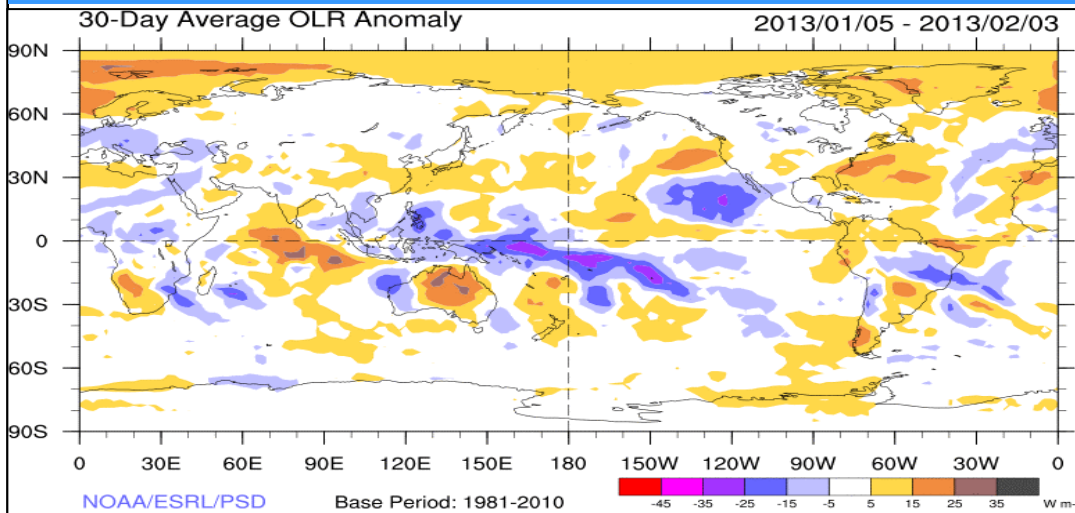 30-Day Average OLR Anomaly 2013/01/05 - 2013/02/03
90N
60N
30N
0
30S
60S
90S
0 30E 60E 90E 120E 150E 180 150W 120W 90W 60W 30W 0
NOAA/ESRL/PSD Base Period: 1981-2010
-45 -35 -25 -15 -5 5 15 25 35 W m-